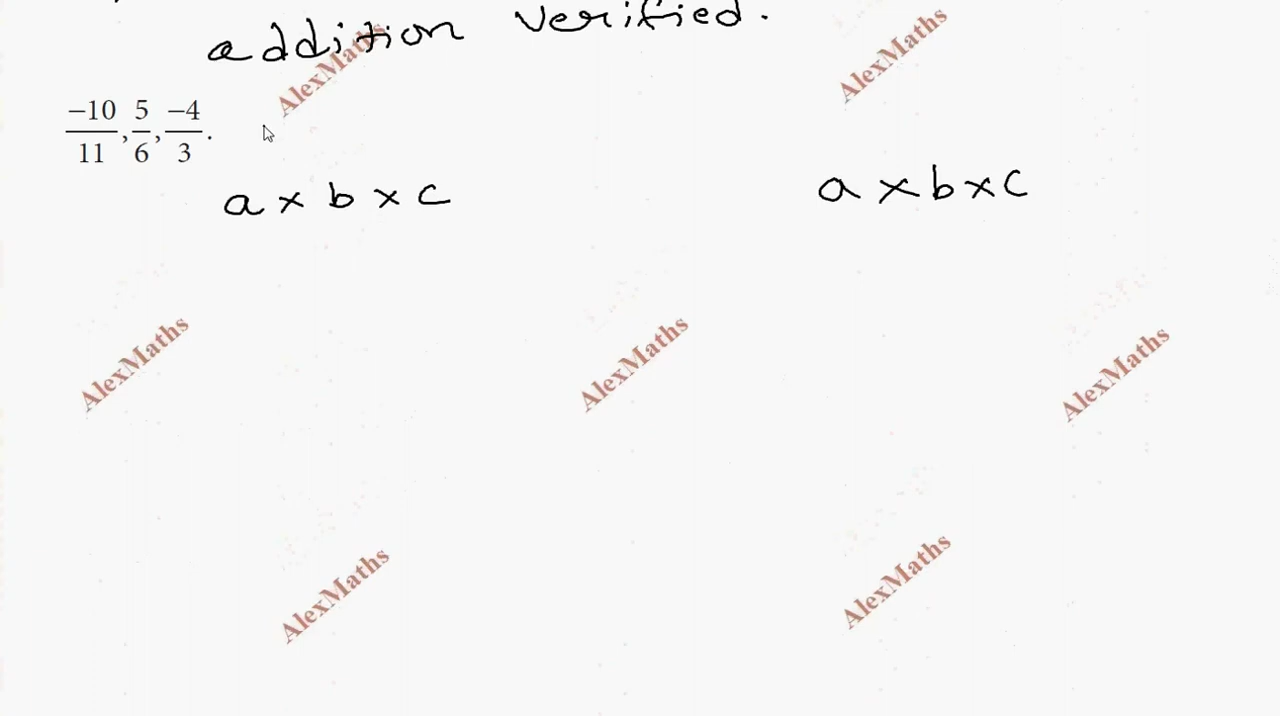 addition verified.
AlexMaths AlexMaths
-10/11, 5/6, -4/3.
a × b × c a × b × c
AlexMaths AlexMaths AlexMaths
AlexMaths AlexMaths